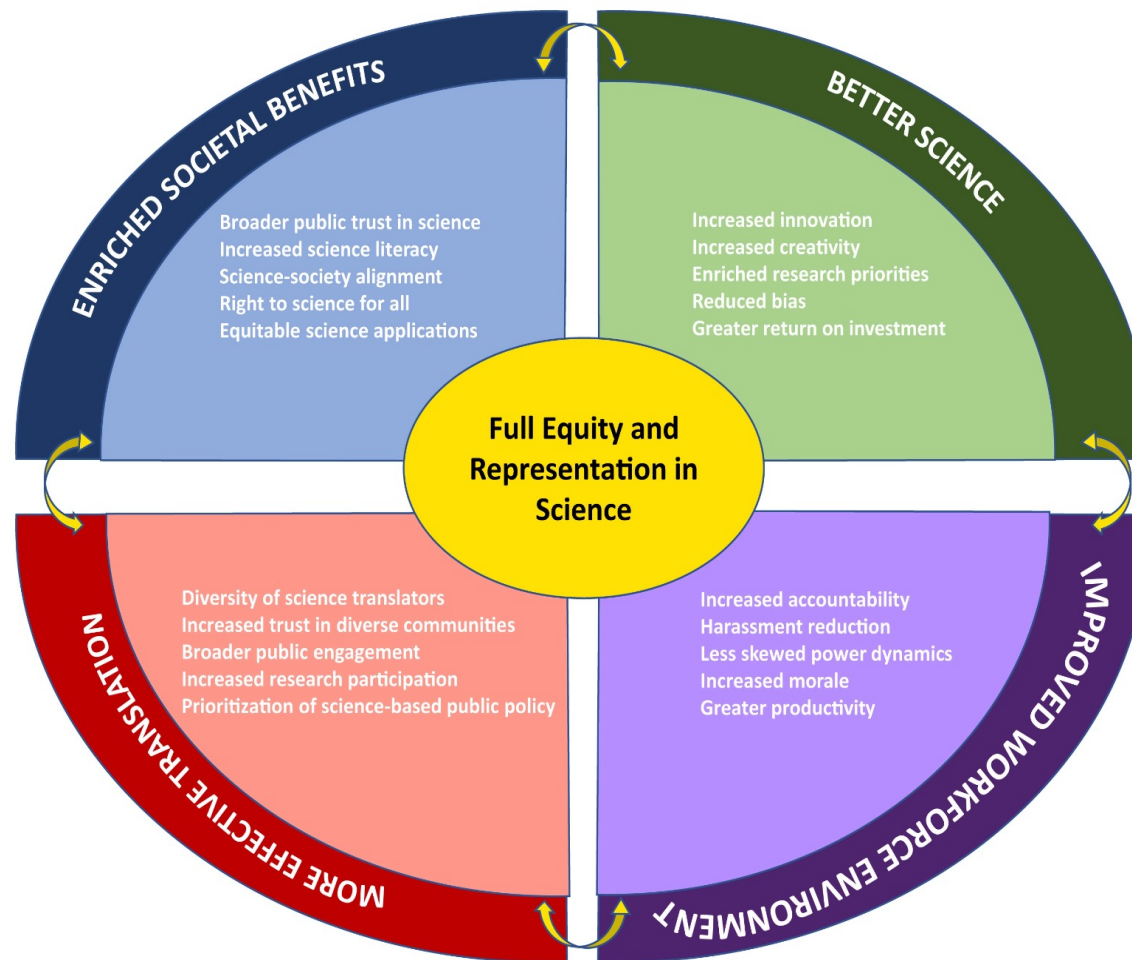 ENRICHED SOCIETAL BENEFITS
Broader public trust in science
Increased science literacy
Science-society alignment
Right to science for all
Equitable science applications
BETTER SCIENCE
Increased innovation
Increased creativity
Enriched research priorities
Reduced bias
Greater return on investment
Full Equity and
Representation in
Science
MORE EFFECTIVE TRANSLATION
Diversity of science translators
Increased trust in diverse communities
Broader public engagement
Increased research participation
Prioritization of science-based public policy
IMPROVED WORKFORCE ENVIRONMENT
Increased accountability
Harassment reduction
Less skewed power dynamics
Increased morale
Greater productivity